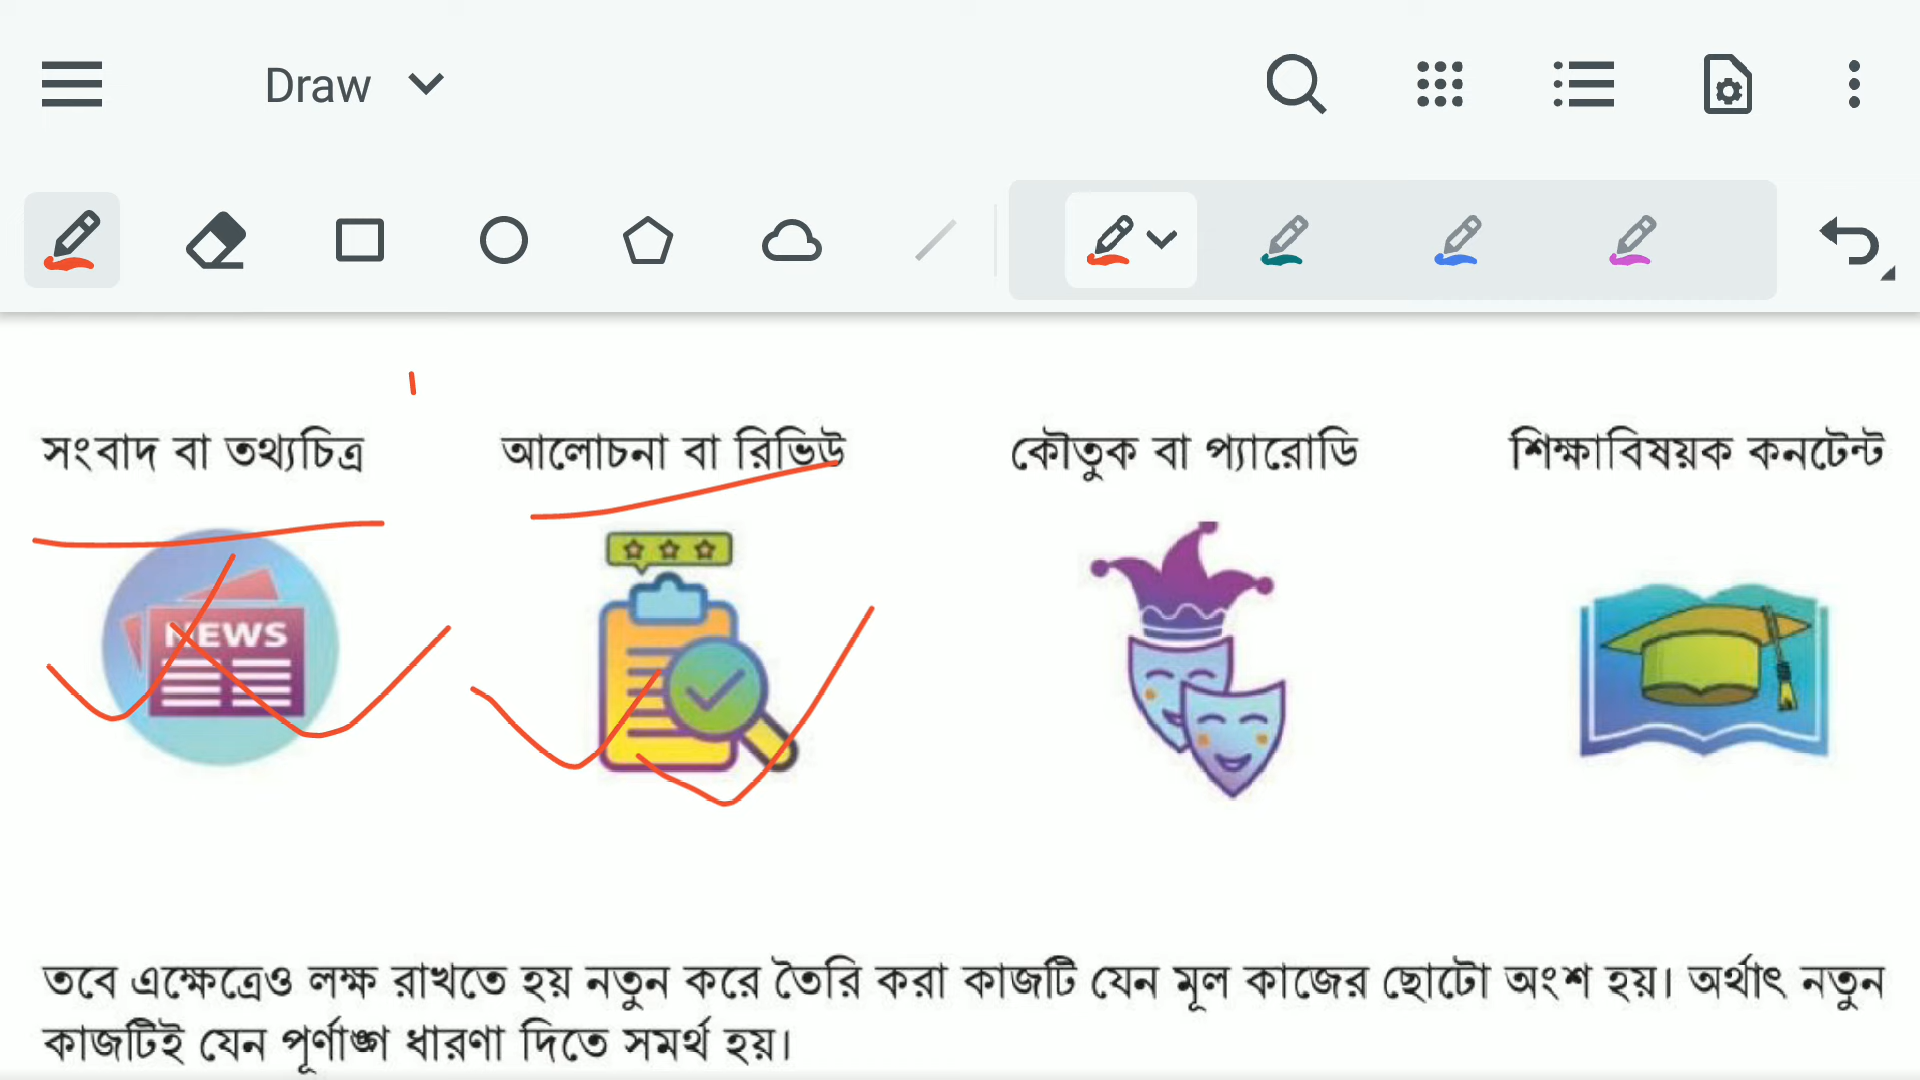 Draw
সংবাদ বা তথ্যচিত্র
আলোচনা বা রিভিউ
কৌতুক বা প্যারোডি
শিক্ষাবিষয়ক কনটেন্ট
NEWS
তবে এক্ষেত্রেও লক্ষ রাখতে হয় নতুন করে তৈরি করা কাজটি যেন মূল কাজের ছোটো অংশ হয়। অর্থাৎ নতুন
কাজটিই যেন পূর্ণাঙ্গ ধারণা দিতে সমর্থ হয়।